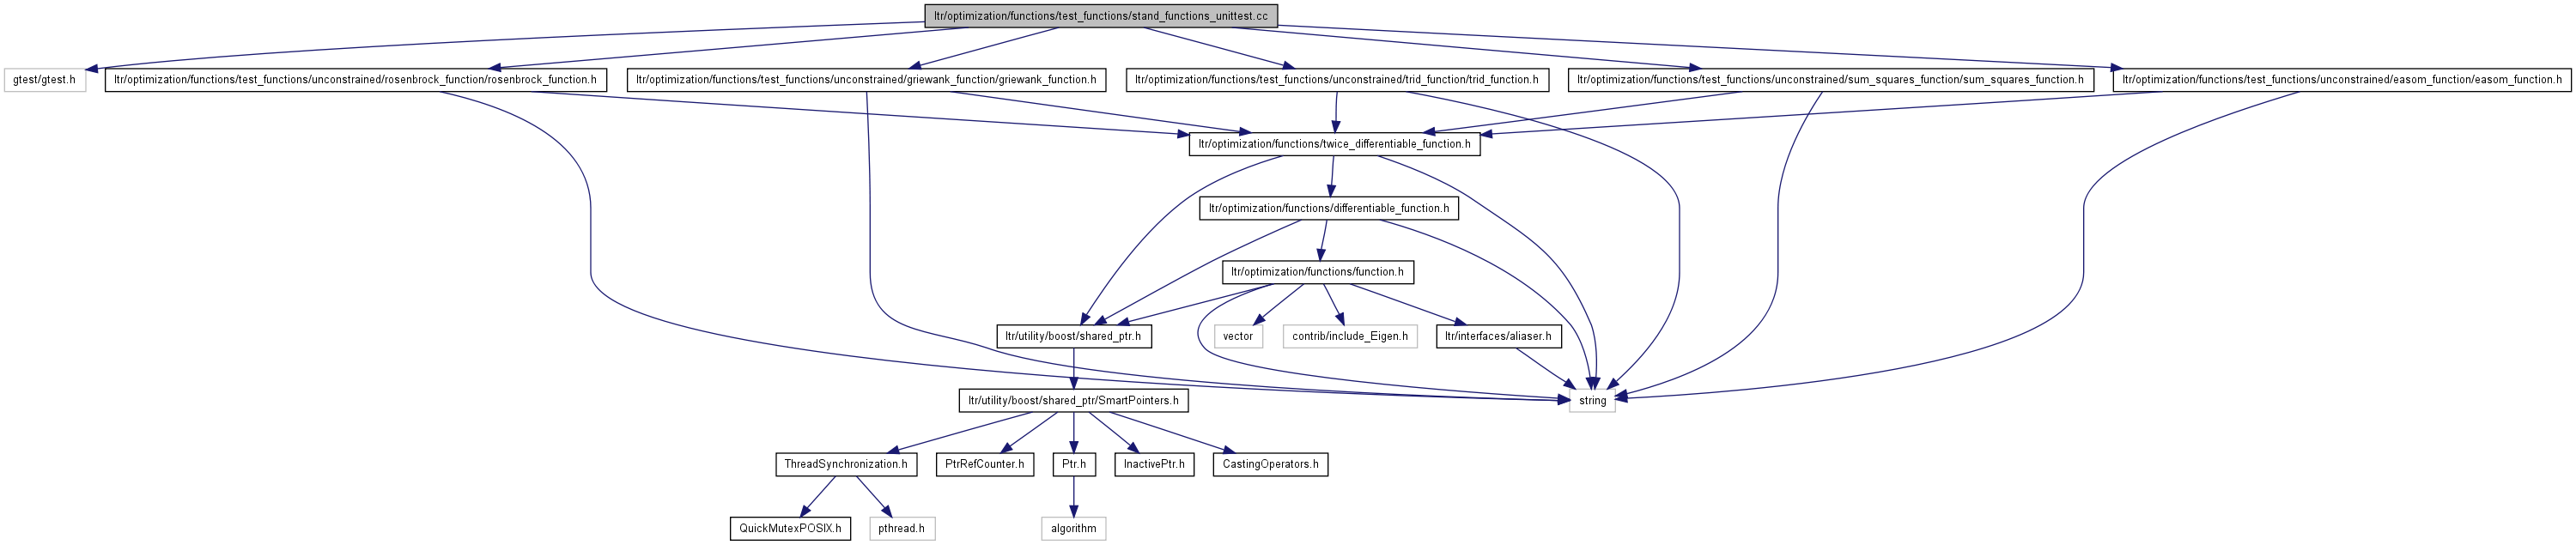 ltr/optimization/functions/test_functions/stand_functions_unittest.cc
gtest/gtest.h
ltr/optimization/functions/test_functions/unconstrained/rosenbrock_function/rosenbrock_function.h
ltr/optimization/functions/test_functions/unconstrained/griewank_function/griewank_function.h
ltr/optimization/functions/test_functions/unconstrained/trid_function/trid_function.h
ltr/optimization/functions/test_functions/unconstrained/sum_squares_function/sum_squares_function.h
ltr/optimization/functions/test_functions/unconstrained/easom_function/easom_function.h
ltr/optimization/functions/twice_differentiable_function.h
ltr/optimization/functions/differentiable_function.h
ltr/optimization/functions/function.h
ltr/utility/boost/shared_ptr.h
vector
contrib/include_Eigen.h
ltr/interfaces/aliaser.h
ltr/utility/boost/shared_ptr/SmartPointers.h
string
ThreadSynchronization.h
PtrRefCounter.h
Ptr.h
InactivePtr.h
CastingOperators.h
QuickMutexPOSIX.h
pthread.h
algorithm